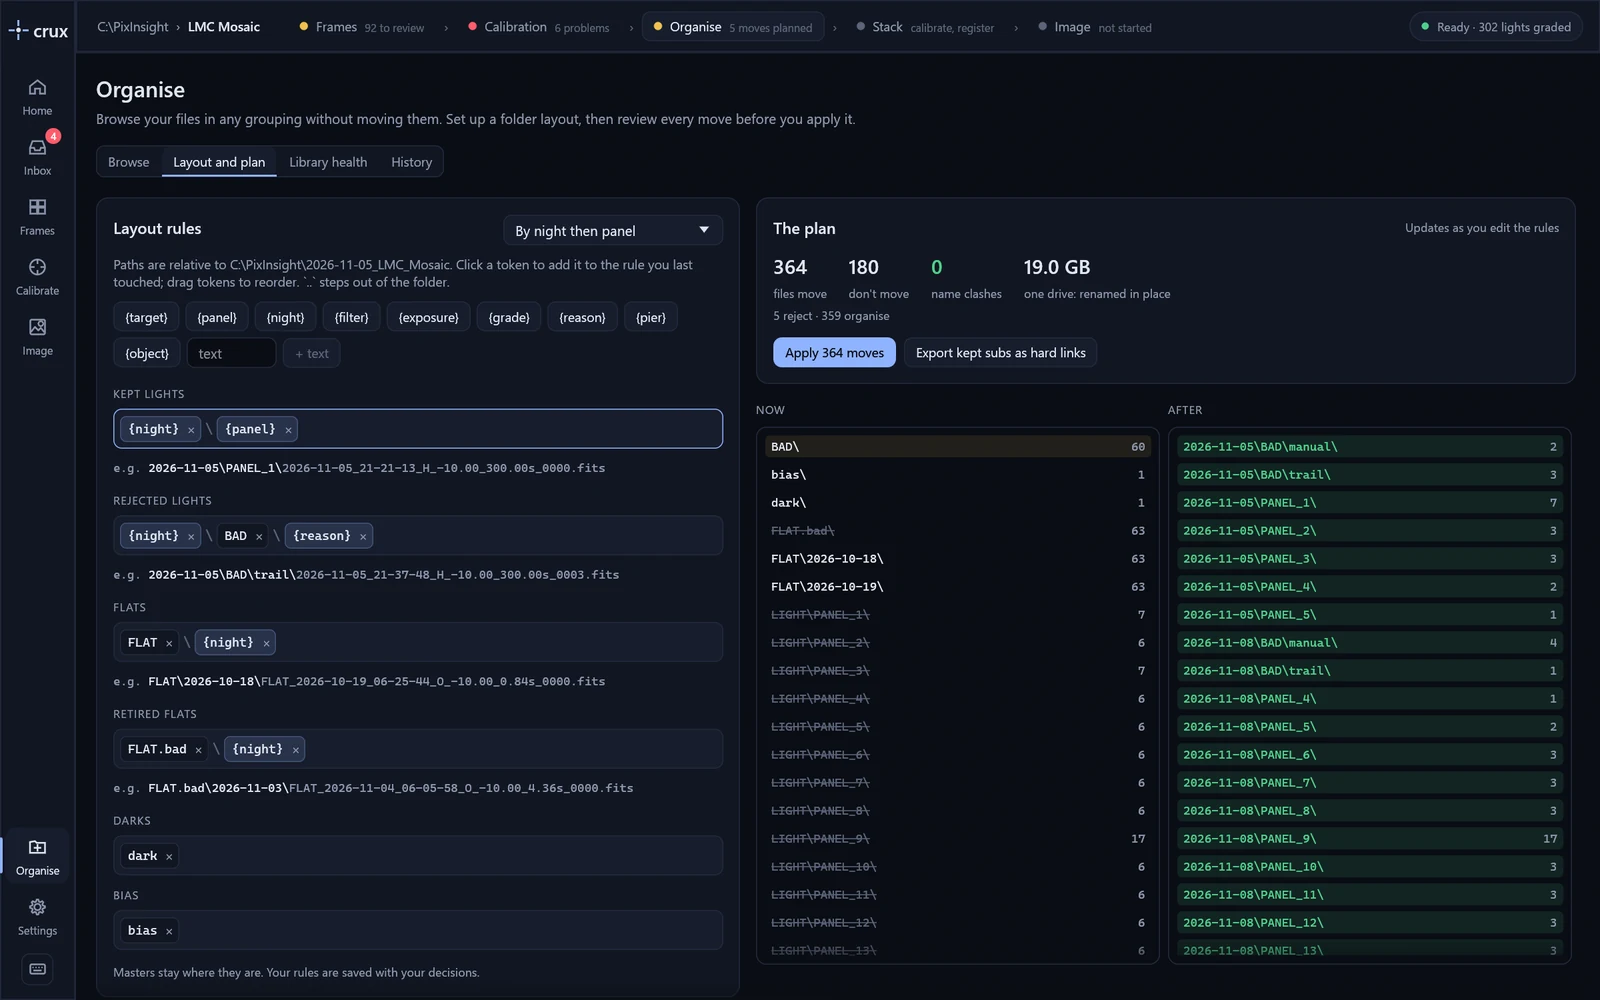 crux
C:\PixInsight › LMC Mosaic
Frames 92 to review › Calibration 6 problems › Organise 5 moves planned › Stack calibrate, register › Image not started
Ready · 302 lights graded
Home
4
Inbox
Frames
Calibrate
Image
Organise
Settings
Organise
Browse your files in any grouping without moving them. Set up a folder layout, then review every move before you apply it.
Browse Layout and plan Library health History
Layout rules
By night then panel
Paths are relative to C:\PixInsight\2026-11-05_LMC_Mosaic. Click a token to add it to the rule you last
touched; drag tokens to reorder. `..` steps out of the folder.
{target} {panel} {night} {filter} {exposure} {grade} {reason} {pier}
{object} text + text
KEPT LIGHTS
{night} × \ {panel} ×
e.g. 2026-11-05\PANEL_1\2026-11-05_21-21-13_H_-10.00_300.00s_0000.fits
REJECTED LIGHTS
{night} × \ BAD × \ {reason} ×
e.g. 2026-11-05\BAD\trail\2026-11-05_21-37-48_H_-10.00_300.00s_0003.fits
FLATS
FLAT × \ {night} ×
e.g. FLAT\2026-10-18\FLAT_2026-10-19_06-25-44_O_-10.00_0.84s_0000.fits
RETIRED FLATS
FLAT.bad × \ {night} ×
e.g. FLAT.bad\2026-11-03\FLAT_2026-11-04_06-05-58_O_-10.00_4.36s_0000.fits
DARKS
dark ×
BIAS
bias ×
Masters stay where they are. Your rules are saved with your decisions.
The plan
Updates as you edit the rules
364 180 0 19.0 GB
files move don't move name clashes one drive: renamed in place
5 reject · 359 organise
Apply 364 moves Export kept subs as hard links
NOW
BAD\ 60
bias\ 1
dark\ 1
FLAT.bad\ 63
FLAT\2026-10-18\ 63
FLAT\2026-10-19\ 63
LIGHT\PANEL_1\ 7
LIGHT\PANEL_2\ 6
LIGHT\PANEL_3\ 7
LIGHT\PANEL_4\ 6
LIGHT\PANEL_5\ 6
LIGHT\PANEL_6\ 6
LIGHT\PANEL_7\ 6
LIGHT\PANEL_8\ 6
LIGHT\PANEL_9\ 17
LIGHT\PANEL_10\ 6
LIGHT\PANEL_11\ 6
LIGHT\PANEL_12\ 6
LIGHT\PANEL_13\ 6
AFTER
2026-11-05\BAD\manual\ 2
2026-11-05\BAD\trail\ 3
2026-11-05\PANEL_1\ 7
2026-11-05\PANEL_2\ 3
2026-11-05\PANEL_3\ 3
2026-11-05\PANEL_4\ 2
2026-11-05\PANEL_5\ 1
2026-11-08\BAD\manual\ 4
2026-11-08\BAD\trail\ 1
2026-11-08\PANEL_4\ 1
2026-11-08\PANEL_5\ 2
2026-11-08\PANEL_6\ 3
2026-11-08\PANEL_7\ 3
2026-11-08\PANEL_8\ 3
2026-11-08\PANEL_9\ 17
2026-11-08\PANEL_10\ 3
2026-11-08\PANEL_11\ 3
2026-11-08\PANEL_12\ 3
2026-11-08\PANEL_13\ 3